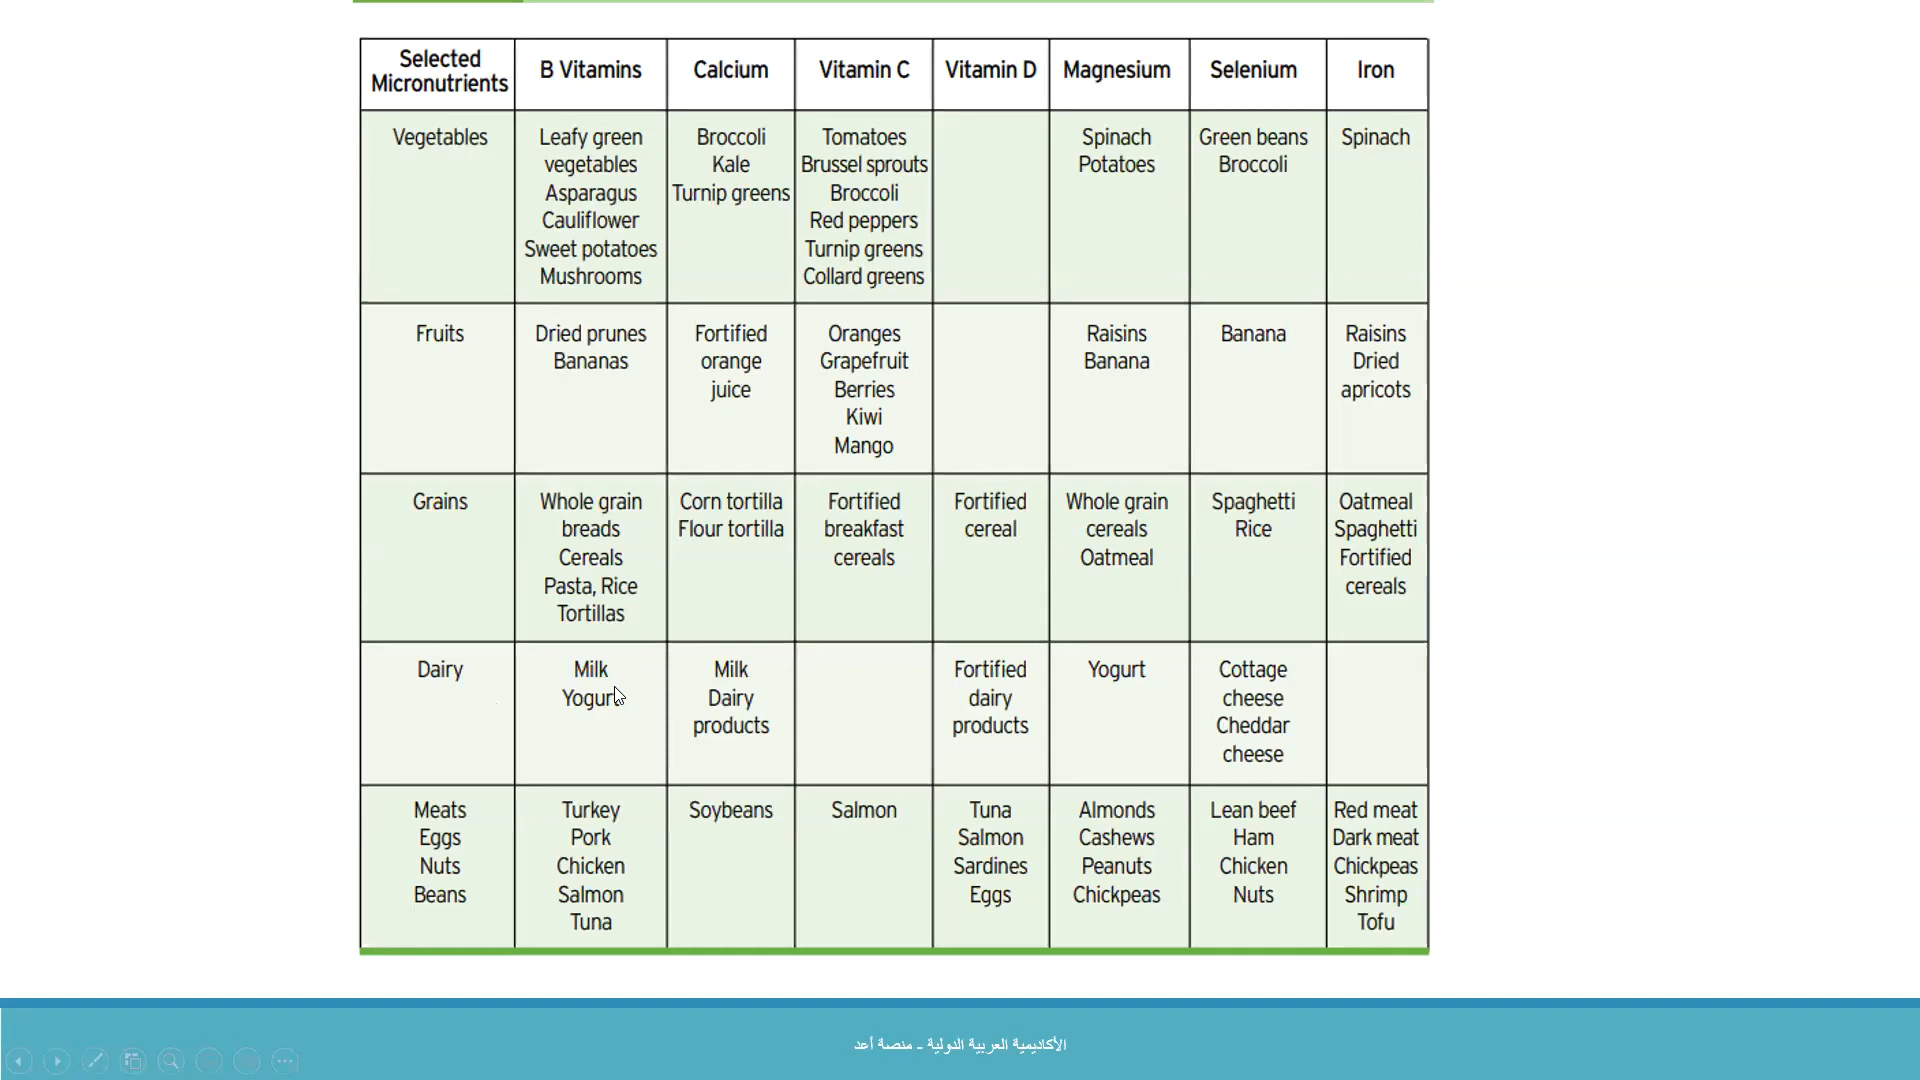 Selected Micronutrients
B Vitamins
Calcium
Vitamin C
Vitamin D
Magnesium
Selenium
Iron
Vegetables
Leafy green
vegetables
Asparagus
Cauliflower
Sweet potatoes
Mushrooms
Broccoli
Kale
Turnip greens
Tomatoes
Brussel sprouts
Broccoli
Red peppers
Turnip greens
Collard greens
Spinach
Potatoes
Green beans
Broccoli
Spinach
Fruits
Dried prunes
Bananas
Fortified
orange
juice
Oranges
Grapefruit
Berries
Kiwi
Mango
Raisins
Banana
Banana
Raisins
Dried
apricots
Grains
Whole grain
breads
Cereals
Pasta, Rice
Tortillas
Corn tortilla
Flour tortilla
Fortified
breakfast
cereals
Fortified
cereal
Whole grain
cereals
Oatmeal
Spaghetti
Rice
Oatmeal
Spaghetti
Fortified
cereals
Dairy
Milk
Yogurt
Milk
Dairy
products
Fortified
dairy
products
Yogurt
Cottage
cheese
Cheddar
cheese
Meats
Eggs
Nuts
Beans
Turkey
Pork
Chicken
Salmon
Tuna
Soybeans
Salmon
Tuna
Salmon
Sardines
Eggs
Almonds
Cashews
Peanuts
Chickpeas
Lean beef
Ham
Chicken
Nuts
Red meat
Dark meat
Chickpeas
Shrimp
Tofu
الأكاديمية العربية الدولية - منصة أعد